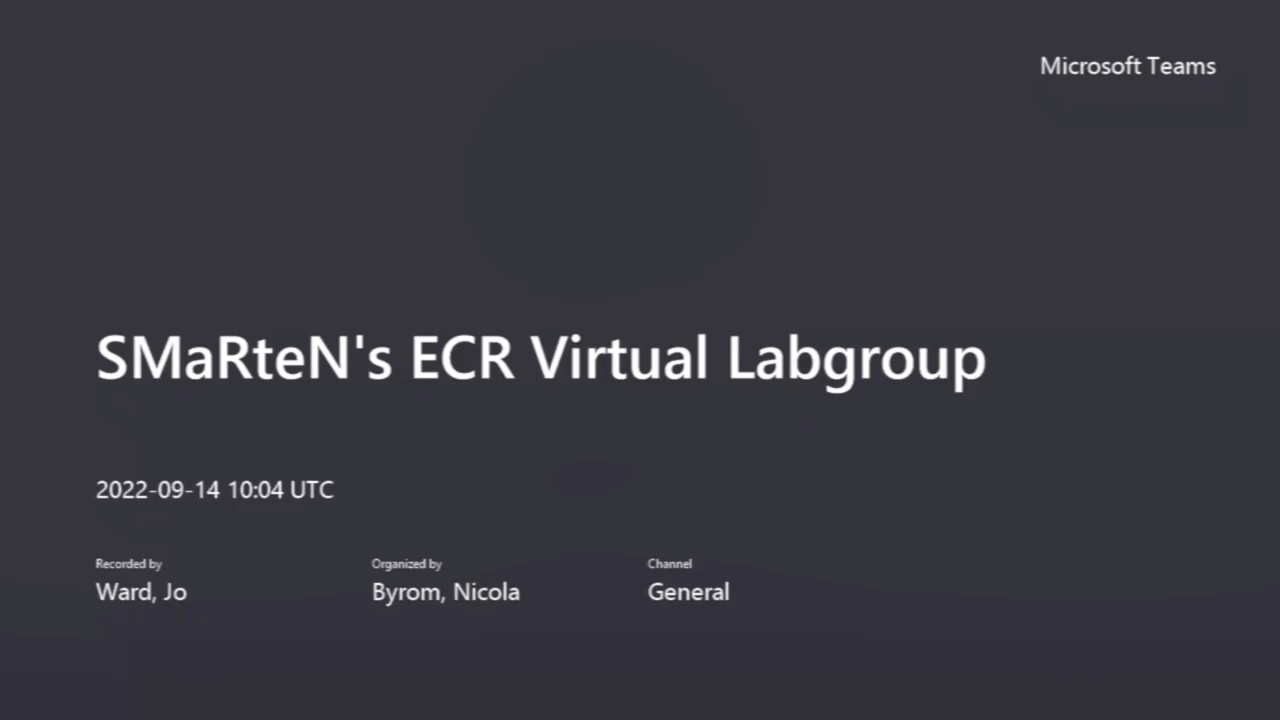 Microsoft Teams
SMaRteN's ECR Virtual Labgroup
2022-09-14 10:04 UTC
Recorded by
Ward, Jo
Organized by
Byrom, Nicola
Channel
General